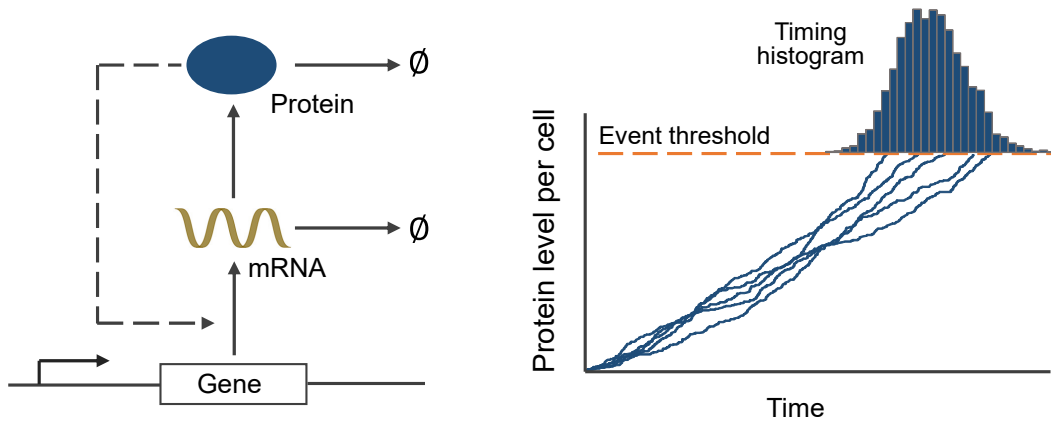 ∅
Protein
∅
mRNA
Gene
Timing
histogram
Event threshold
Protein level per cell
Time